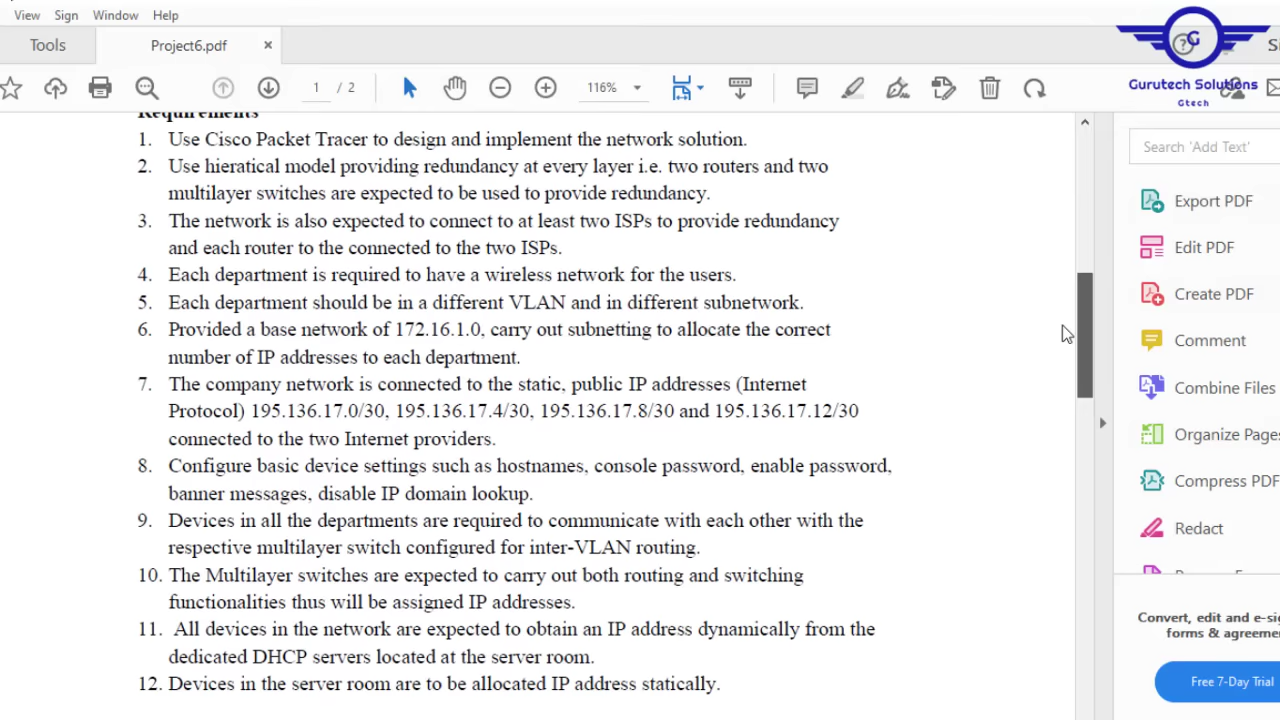 View Sign Window Help
Tools Project6.pdf ×
G
Gurutech Solutions
Gtech
1 / 2 116%
Requirements
1. Use Cisco Packet Tracer to design and implement the network solution.
2. Use hieratical model providing redundancy at every layer i.e. two routers and two
multilayer switches are expected to be used to provide redundancy.
3. The network is also expected to connect to at least two ISPs to provide redundancy
and each router to the connected to the two ISPs.
4. Each department is required to have a wireless network for the users.
5. Each department should be in a different VLAN and in different subnetwork.
6. Provided a base network of 172.16.1.0, carry out subnetting to allocate the correct
number of IP addresses to each department.
7. The company network is connected to the static, public IP addresses (Internet
Protocol) 195.136.17.0/30, 195.136.17.4/30, 195.136.17.8/30 and 195.136.17.12/30
connected to the two Internet providers.
8. Configure basic device settings such as hostnames, console password, enable password,
banner messages, disable IP domain lookup.
9. Devices in all the departments are required to communicate with each other with the
respective multilayer switch configured for inter-VLAN routing.
10. The Multilayer switches are expected to carry out both routing and switching
functionalities thus will be assigned IP addresses.
11. All devices in the network are expected to obtain an IP address dynamically from the
dedicated DHCP servers located at the server room.
12. Devices in the server room are to be allocated IP address statically.
Search 'Add Text'
Export PDF
Edit PDF
Create PDF
Comment
Combine Files
Organize Pages
Compress PDF
Redact
Convert, edit and e-si
forms & agreeme
Free 7-Day Trial